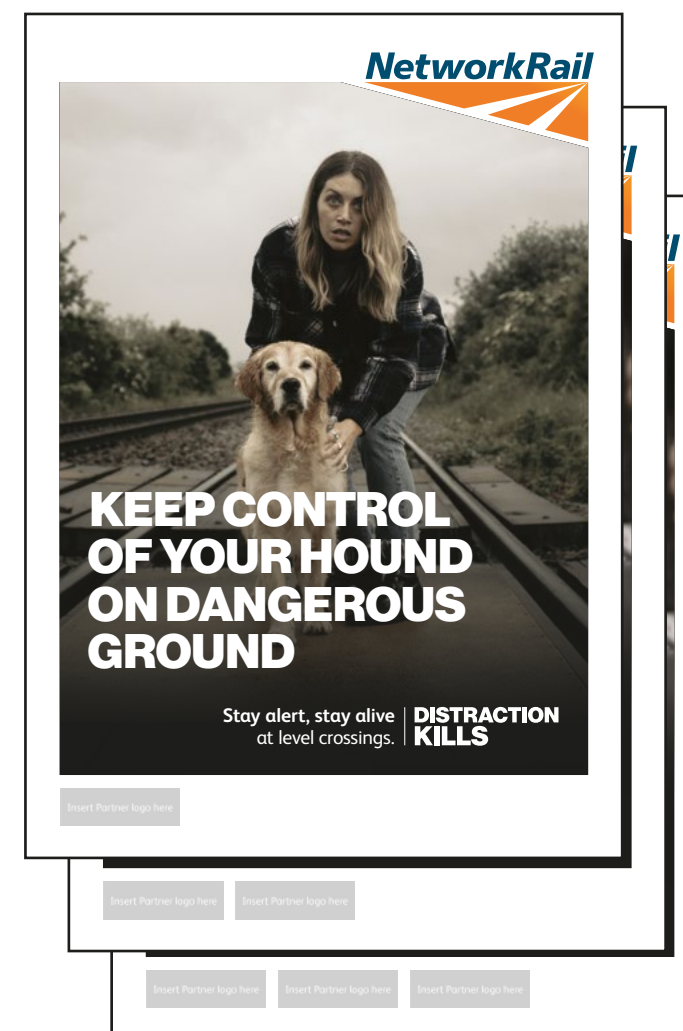 NetworkRail
KEEP CONTROL
OF YOUR HOUND
ON DANGEROUS
GROUND
Stay alert, stay alive
at level crossings.
DISTRACTION
KILLS
Insert Partner logo here
Insert Partner logo here Insert Partner logo here
Insert Partner logo here Insert Partner logo here Insert Partner logo here